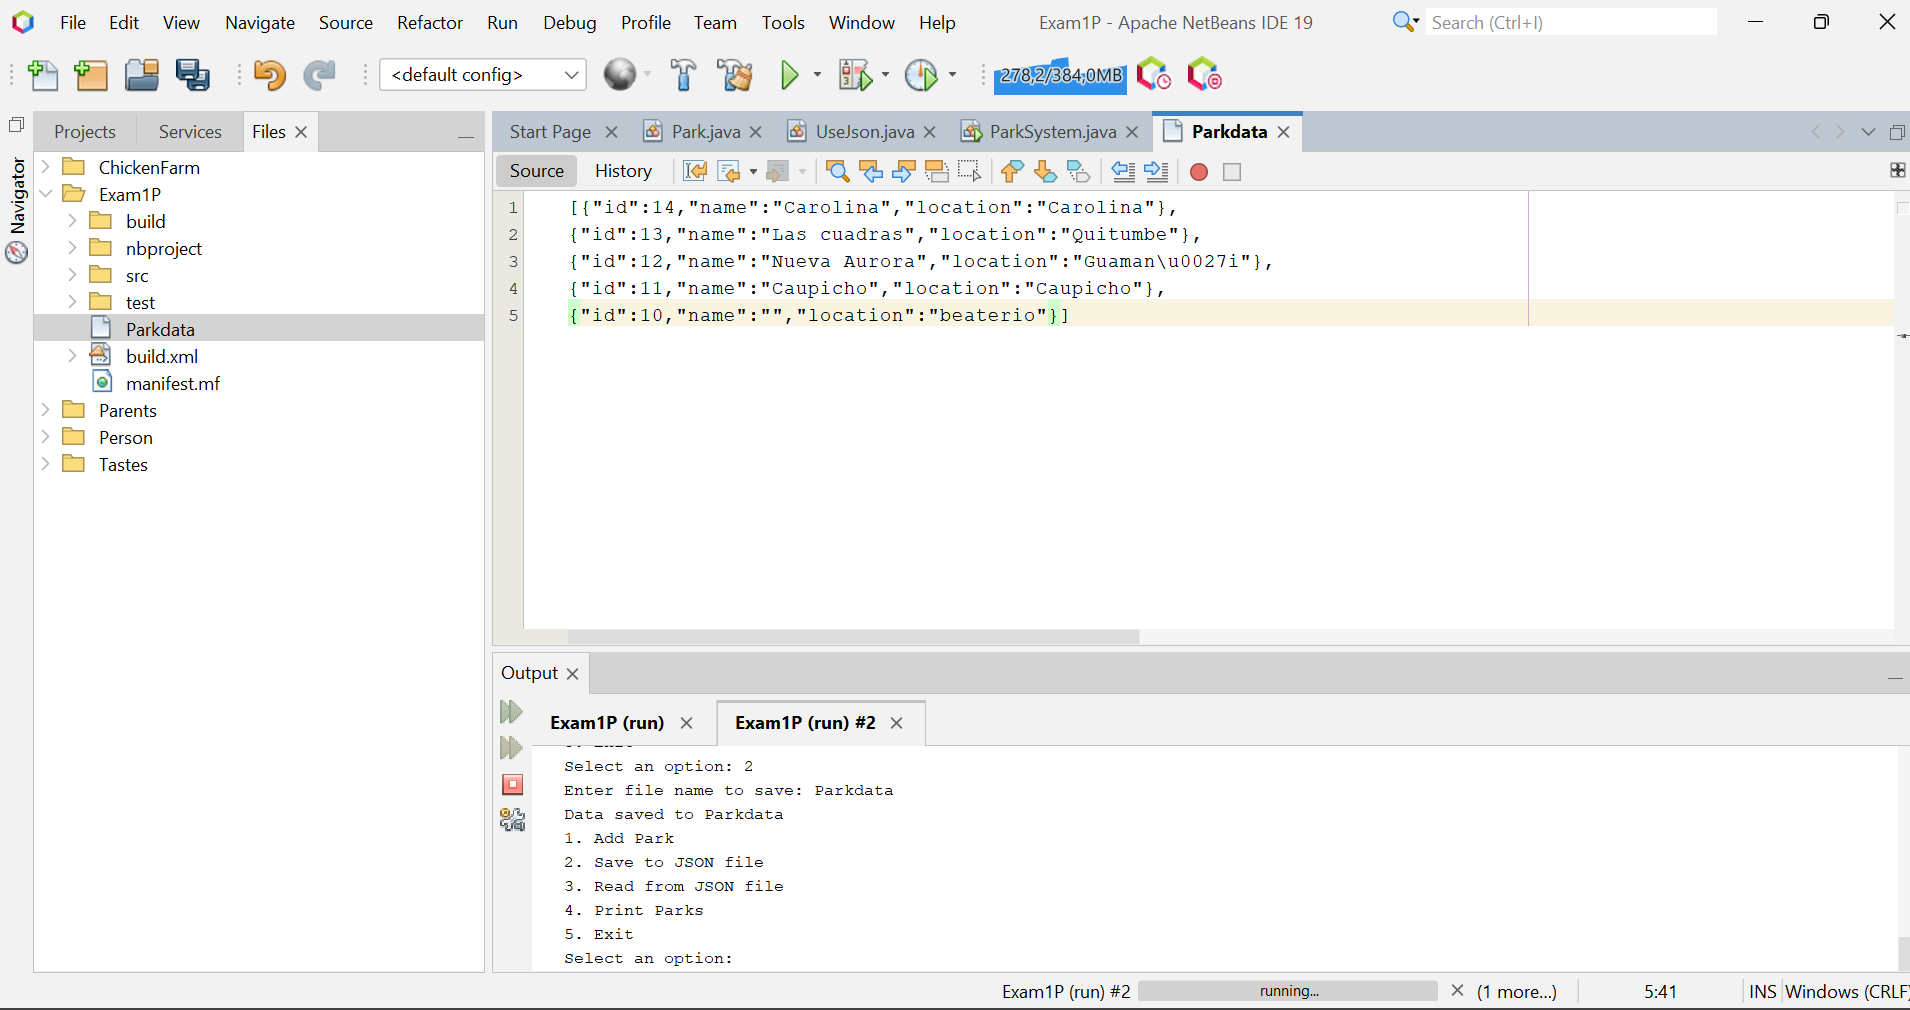 File Edit View Navigate Source Refactor Run Debug Profile Team Tools Window Help Exam1P - Apache NetBeans IDE 19 Search (Ctrl+I)
<default config> 278,2/384,0MB
Projects Services Files
Start Page Park.java UseJson.java ParkSystem.java Parkdata
Source History
Navigator
ChickenFarm
Exam1P
build
nbproject
src
test
Parkdata
build.xml
manifest.mf
Parents
Person
Tastes
1 [{"id":14,"name":"Carolina","location":"Carolina"},
2 {"id":13,"name":"Las cuadras","location":"Quitumbe"},
3 {"id":12,"name":"Nueva Aurora","location":"Guaman\u0027i"},
4 {"id":11,"name":"Caupicho","location":"Caupicho"},
5 {"id":10,"name":"","location":"beaterio"}]
Output
Exam1P (run) Exam1P (run) #2
Select an option: 2
Enter file name to save: Parkdata
Data saved to Parkdata
1. Add Park
2. Save to JSON file
3. Read from JSON file
4. Print Parks
5. Exit
Select an option:
Exam1P (run) #2 running... (1 more...) 5:41 INS Windows (CRLF)